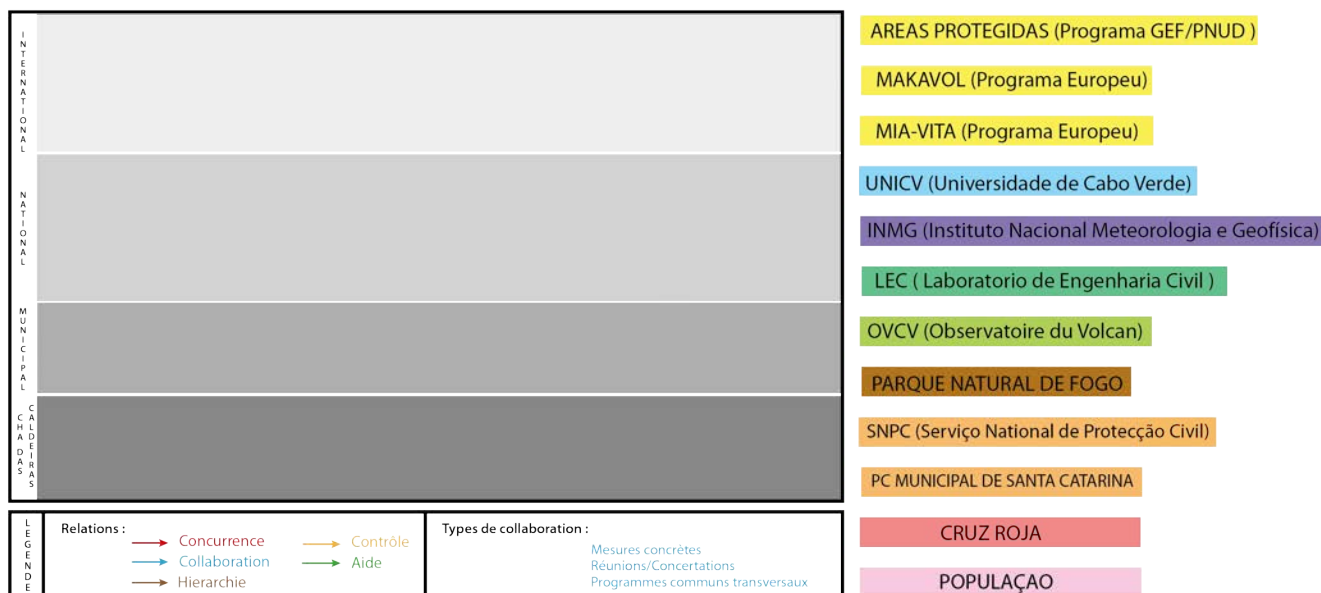 INTERNATIONAL
NATIONAL
MUNICIPAL
CHA DAS
CALDEIRAS
AREAS PROTEGIDAS (Programa GEF/PNUD )
MAKAVOL (Programa Europeu)
MIA-VITA (Programa Europeu)
UNICV (Universidade de Cabo Verde)
INMG (Instituto Nacional Meteorologia e Geofísica)
LEC ( Laboratorio de Engenharia Civil )
OVCV (Observatoire du Volcan)
PARQUE NATURAL DE FOGO
SNPC (Serviço National de Protecção Civil)
PC MUNICIPAL DE SANTA CATARINA
CRUZ ROJA
POPULAÇAO
LEGENDE
Relations :
Concurrence
Collaboration
Hierarchie
Contrôle
Aide
Types de collaboration :
Mesures concrètes
Réunions/Concertations
Programmes communs transversaux